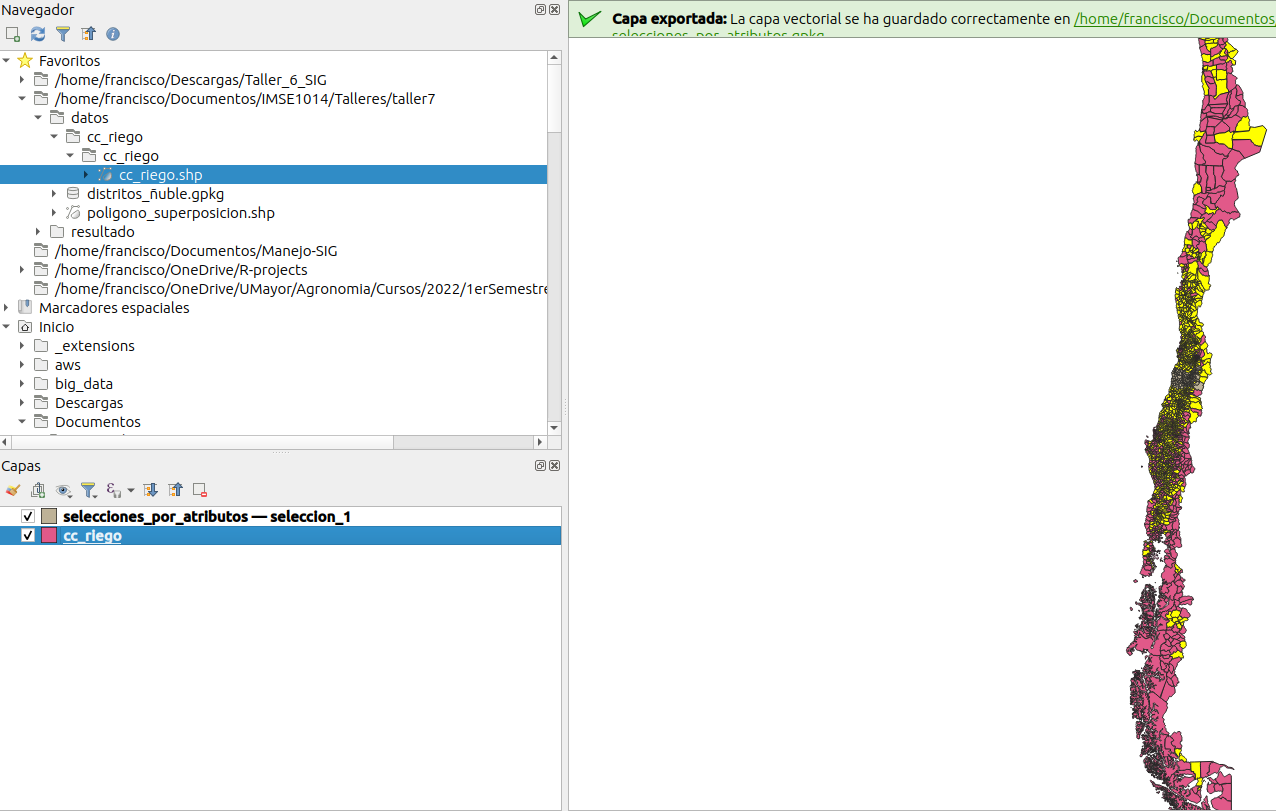 Navegador
Favoritos
/home/francisco/Descargas/Taller_6_SIG
/home/francisco/Documentos/IMSE1014/Talleres/taller7
datos
cc_riego
cc_riego
cc_riego.shp
distritos_ñuble.gpkg
poligono_superposicion.shp
resultado
/home/francisco/Documentos/Manejo-SIG
/home/francisco/OneDrive/R-projects
/home/francisco/OneDrive/UMayor/Agronomia/Cursos/2022/1erSemestre
Marcadores espaciales
Inicio
_extensions
aws
big_data
Descargas
Documentos
Capas
selecciones_por_atributos — seleccion_1
cc_riego
Capa exportada: La capa vectorial se ha guardado correctamente en /home/francisco/Documentos
selecciones_por_atributos.gpkg